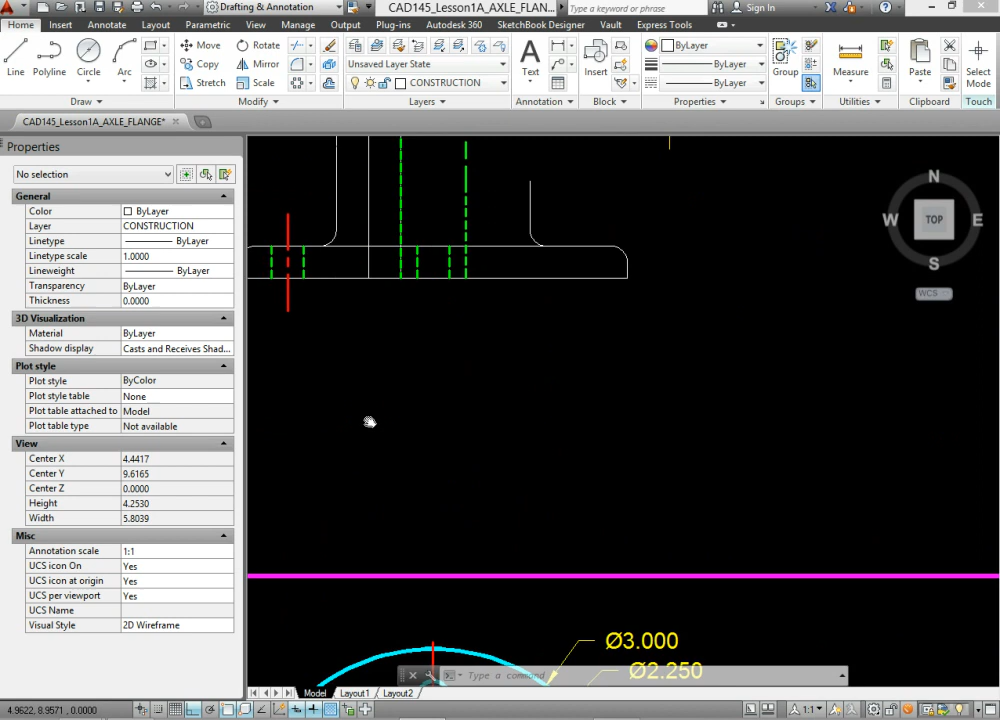 Drafting & Annotation
CAD145_Lesson1A_AXLE_FLAN...
Type a keyword or phrase
Sign In
Home Insert Annotate Layout Parametric View Manage Output Plug-ins Autodesk 360 SketchBook Designer Vault Express Tools
Line Polyline Circle Arc
Move Rotate
Copy Mirror
Stretch Scale
Unsaved Layer State
CONSTRUCTION
Text
Insert
ByLayer
ByLayer
ByLayer
Group
Measure
Paste
Select Mode
Draw Modify Layers Annotation Block Properties Groups Utilities Clipboard Touch
CAD145_Lesson1A_AXLE_FLANGE*
Properties
No selection
General
Color ByLayer
Layer CONSTRUCTION
Linetype ByLayer
Linetype scale 1.0000
Lineweight ByLayer
Transparency ByLayer
Thickness 0.0000
3D Visualization
Material ByLayer
Shadow display Casts and Receives Shad...
Plot style
Plot style ByColor
Plot style table None
Plot table attached to Model
Plot table type Not available
View
Center X 4.4417
Center Y 9.6165
Center Z 0.0000
Height 4.2530
Width 5.8039
Misc
Annotation scale 1:1
UCS icon On Yes
UCS icon at origin Yes
UCS per viewport Yes
UCS Name
Visual Style 2D Wireframe
N
W TOP E
S
WCS
Ø3.000
Ø2.250
Type a command
Model Layout1 Layout2
4.9622, 8.9571 , 0.0000
1:1